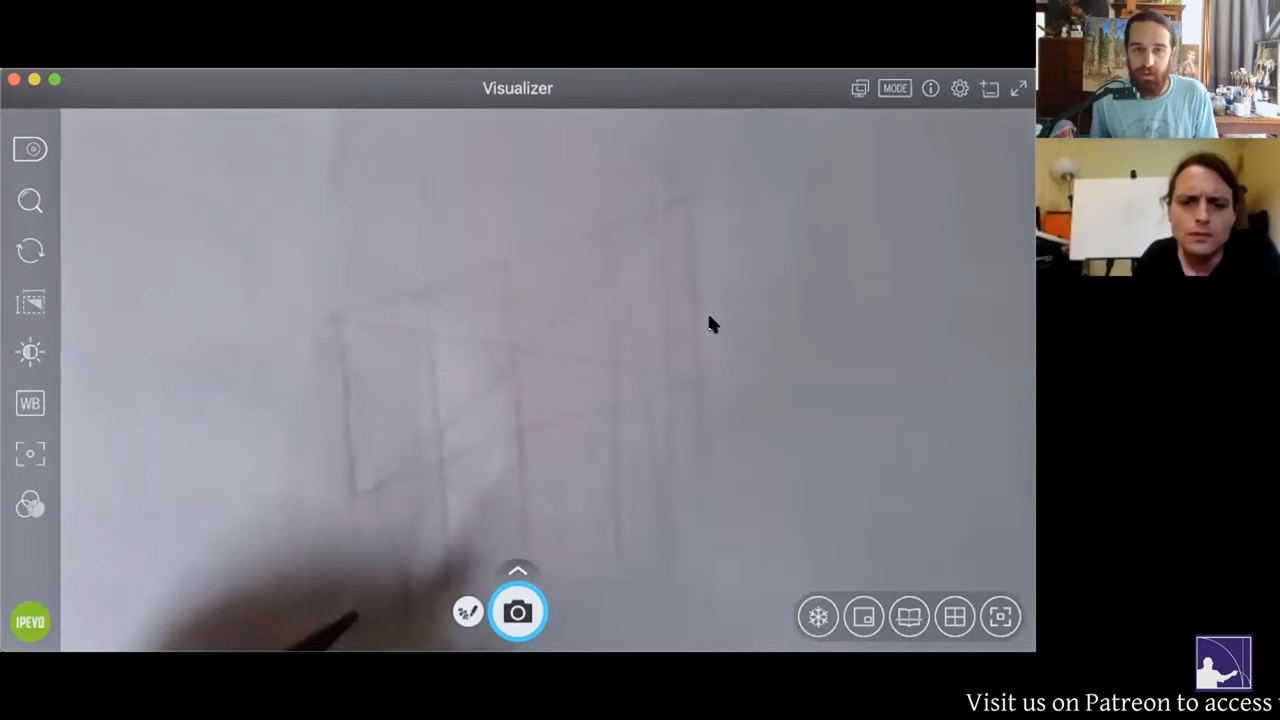 Visualizer
MODE
WB
IPEVO
Visit us on Patreon to access